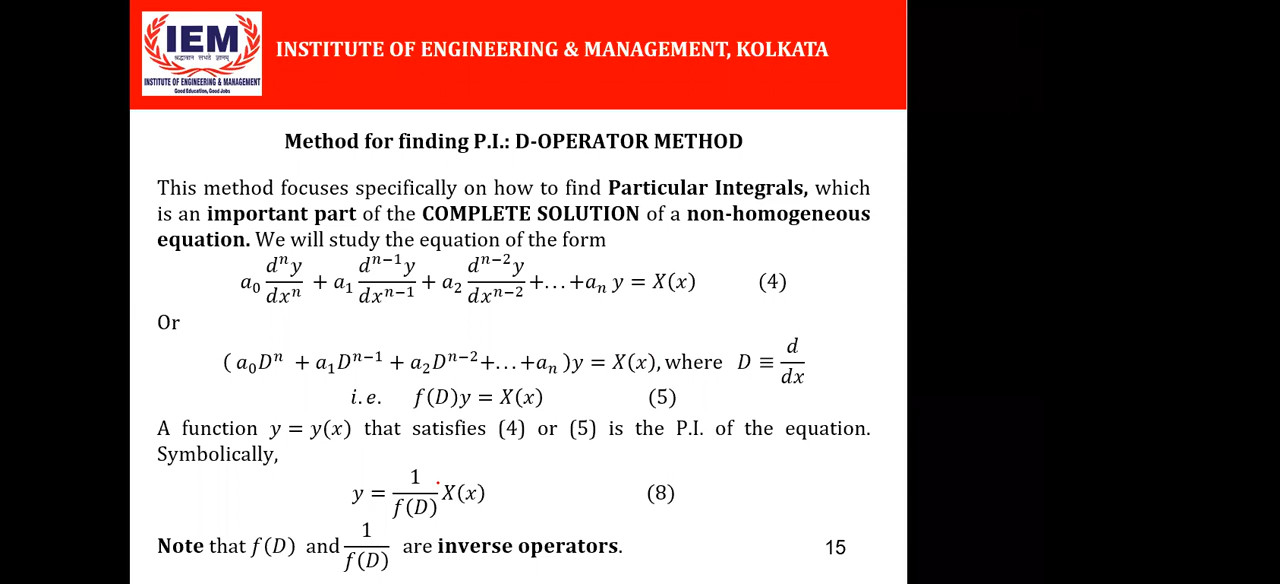 IEM
INSTITUTE OF ENGINEERING & MANAGEMENT
Good Education, Good Jobs
INSTITUTE OF ENGINEERING & MANAGEMENT, KOLKATA
Method for finding P.I.: D-OPERATOR METHOD
This method focuses specifically on how to find Particular Integrals, which
is an important part of the COMPLETE SOLUTION of a non-homogeneous
equation. We will study the equation of the form
a₀ dⁿy/dxⁿ + a₁ dⁿ⁻¹y/dxⁿ⁻¹ + a₂ dⁿ⁻²y/dxⁿ⁻² +...+aₙ y = X(x) (4)
Or
( a₀Dⁿ + a₁Dⁿ⁻¹ + a₂Dⁿ⁻²+...+aₙ )y = X(x), where D ≡ d/dx
i.e. f(D)y = X(x) (5)
A function y = y(x) that satisfies (4) or (5) is the P.I. of the equation.
Symbolically,
y = 1/f(D) X(x) (8)
Note that f(D) and 1/f(D) are inverse operators.
15